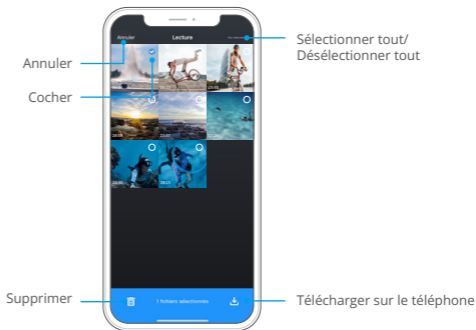 Annuler
Lecture
Sélectionner tout/
Désélectionner tout
Annuler
Cocher
Supprimer
1 fichiers sélectionnés
Télécharger sur le téléphone